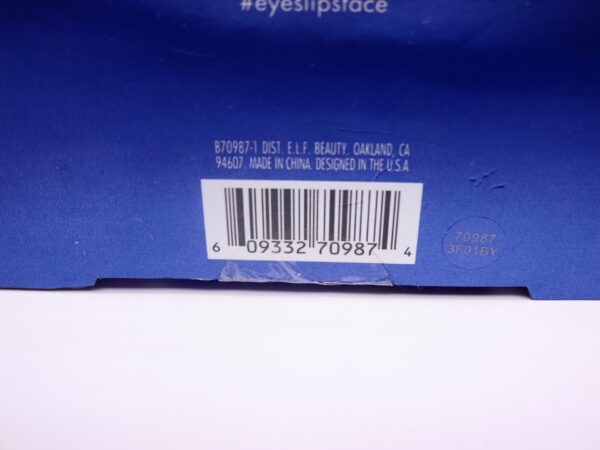 #eyeslipsface
B70987-1 DIST. E.L.F. BEAUTY. OAKLAND, CA
94607. MADE IN CHINA. DESIGNED IN THE U.S.A
6 09332 70987 4
70987
3F01BY